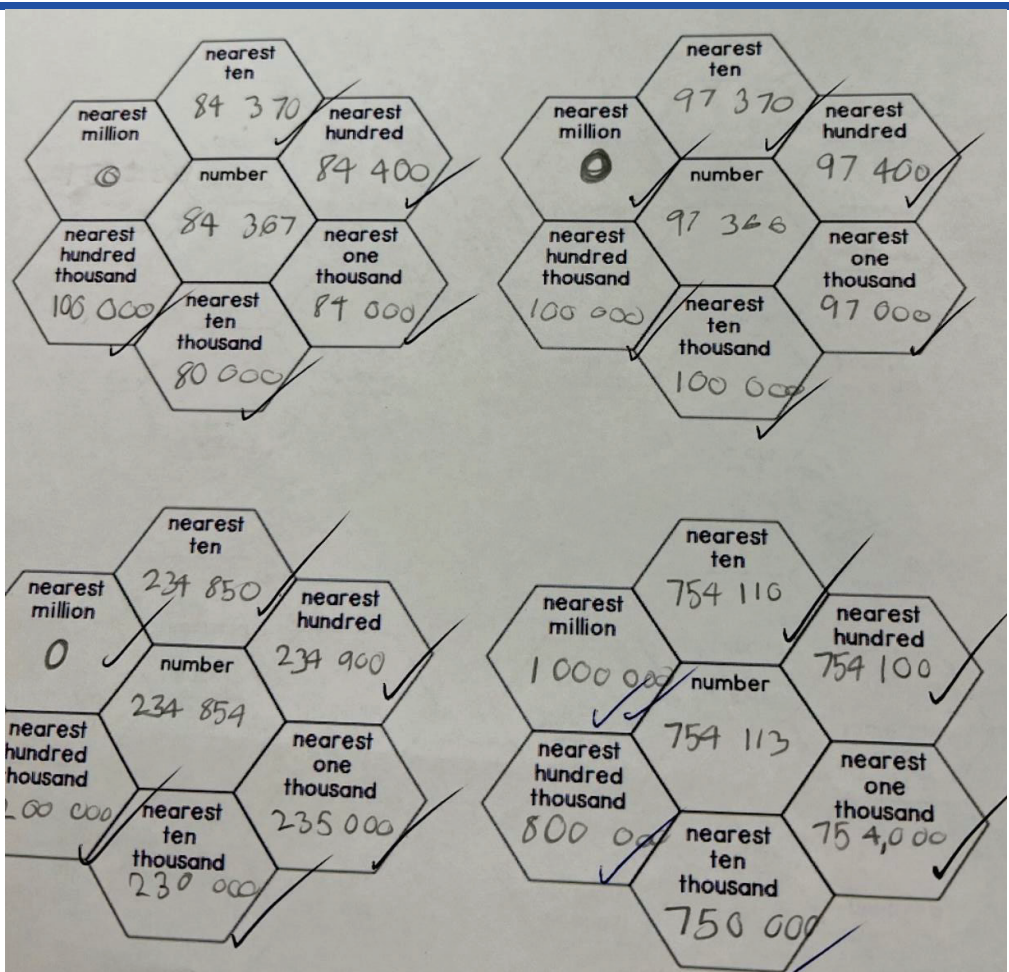 nearest
ten
84 370
nearest
million
0
nearest
hundred
84 400
number
84 367
nearest
hundred
thousand
100 000
nearest
one
thousand
84 000
nearest
ten
thousand
80 000
nearest
ten
97 370
nearest
million
0
nearest
hundred
97 400
number
97 366
nearest
hundred
thousand
100 000
nearest
one
thousand
97 000
nearest
ten
thousand
100 000
nearest
ten
234 850
nearest
million
0
nearest
hundred
234 900
number
234 854
nearest
hundred
thousand
200 000
nearest
one
thousand
235 000
nearest
ten
thousand
230 000
nearest
ten
754 110
nearest
million
1 000 000
nearest
hundred
754 100
number
754 113
nearest
hundred
thousand
800 000
nearest
one
thousand
754,000
nearest
ten
thousand
750 000